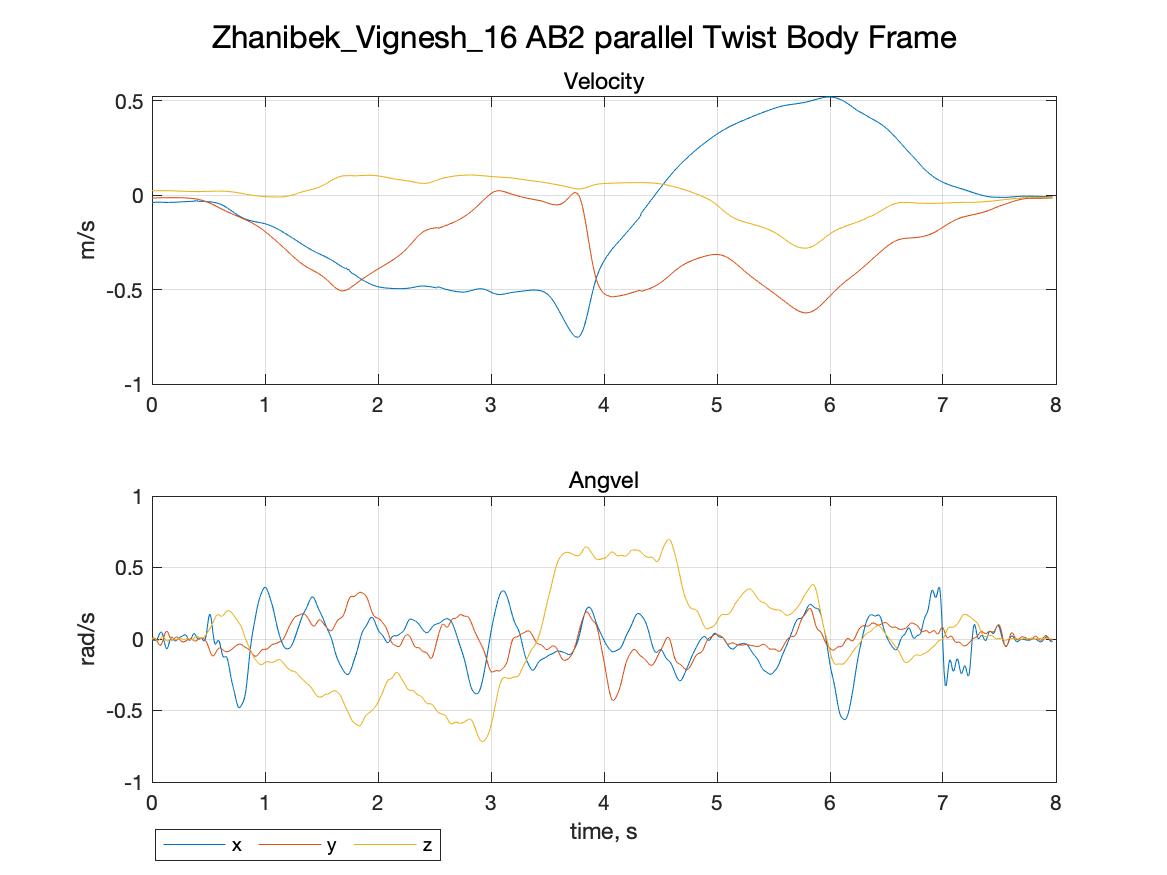 Zhanibek_Vignesh_16 AB2 parallel Twist Body Frame
Velocity
0.5
0
-0.5
-1
m/s
0 1 2 3 4 5 6 7 8
Angvel
1
0.5
0
-0.5
-1
rad/s
0 1 2 3 4 5 6 7 8
time, s
x y z